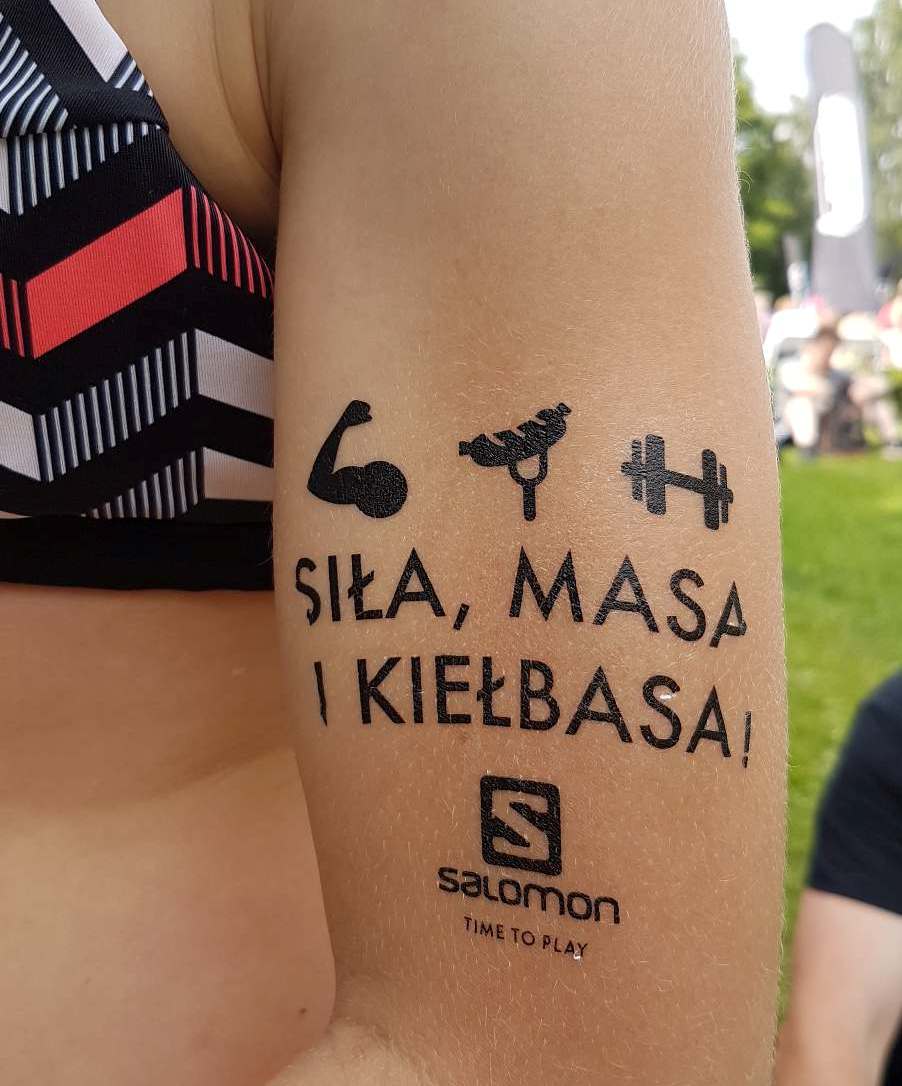 SIŁA, MASA
I KIEŁBASA!
S
SALOMON
TIME TO PLAY